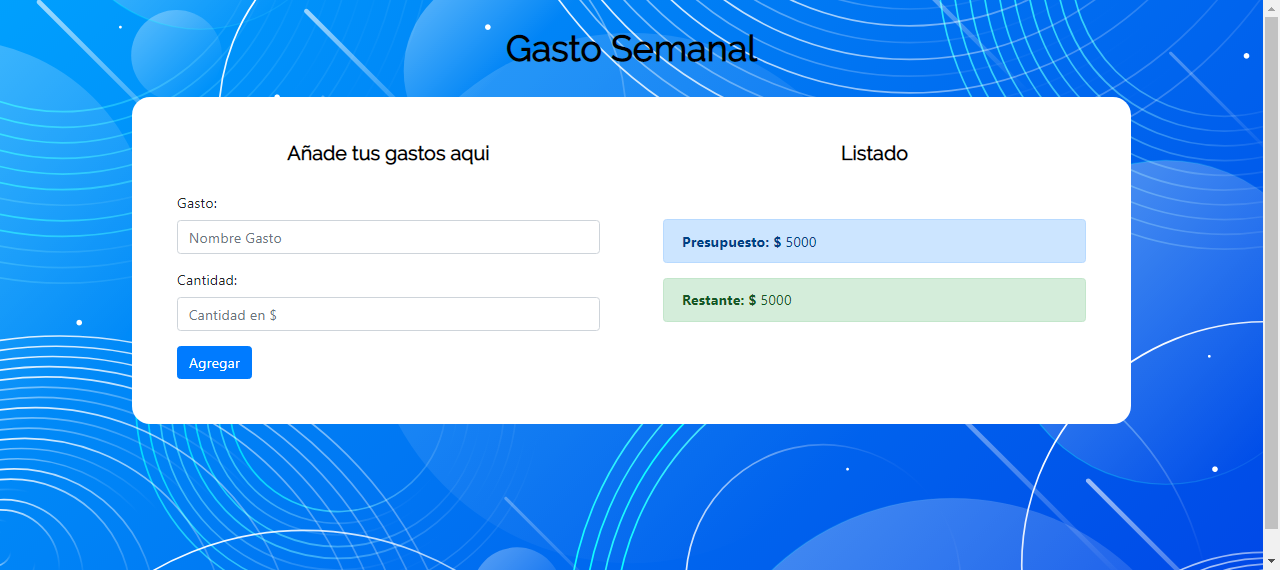 Gasto Semanal
Añade tus gastos aqui
Gasto:
Nombre Gasto
Cantidad:
Cantidad en $
Agregar
Listado
Presupuesto: $ 5000
Restante: $ 5000